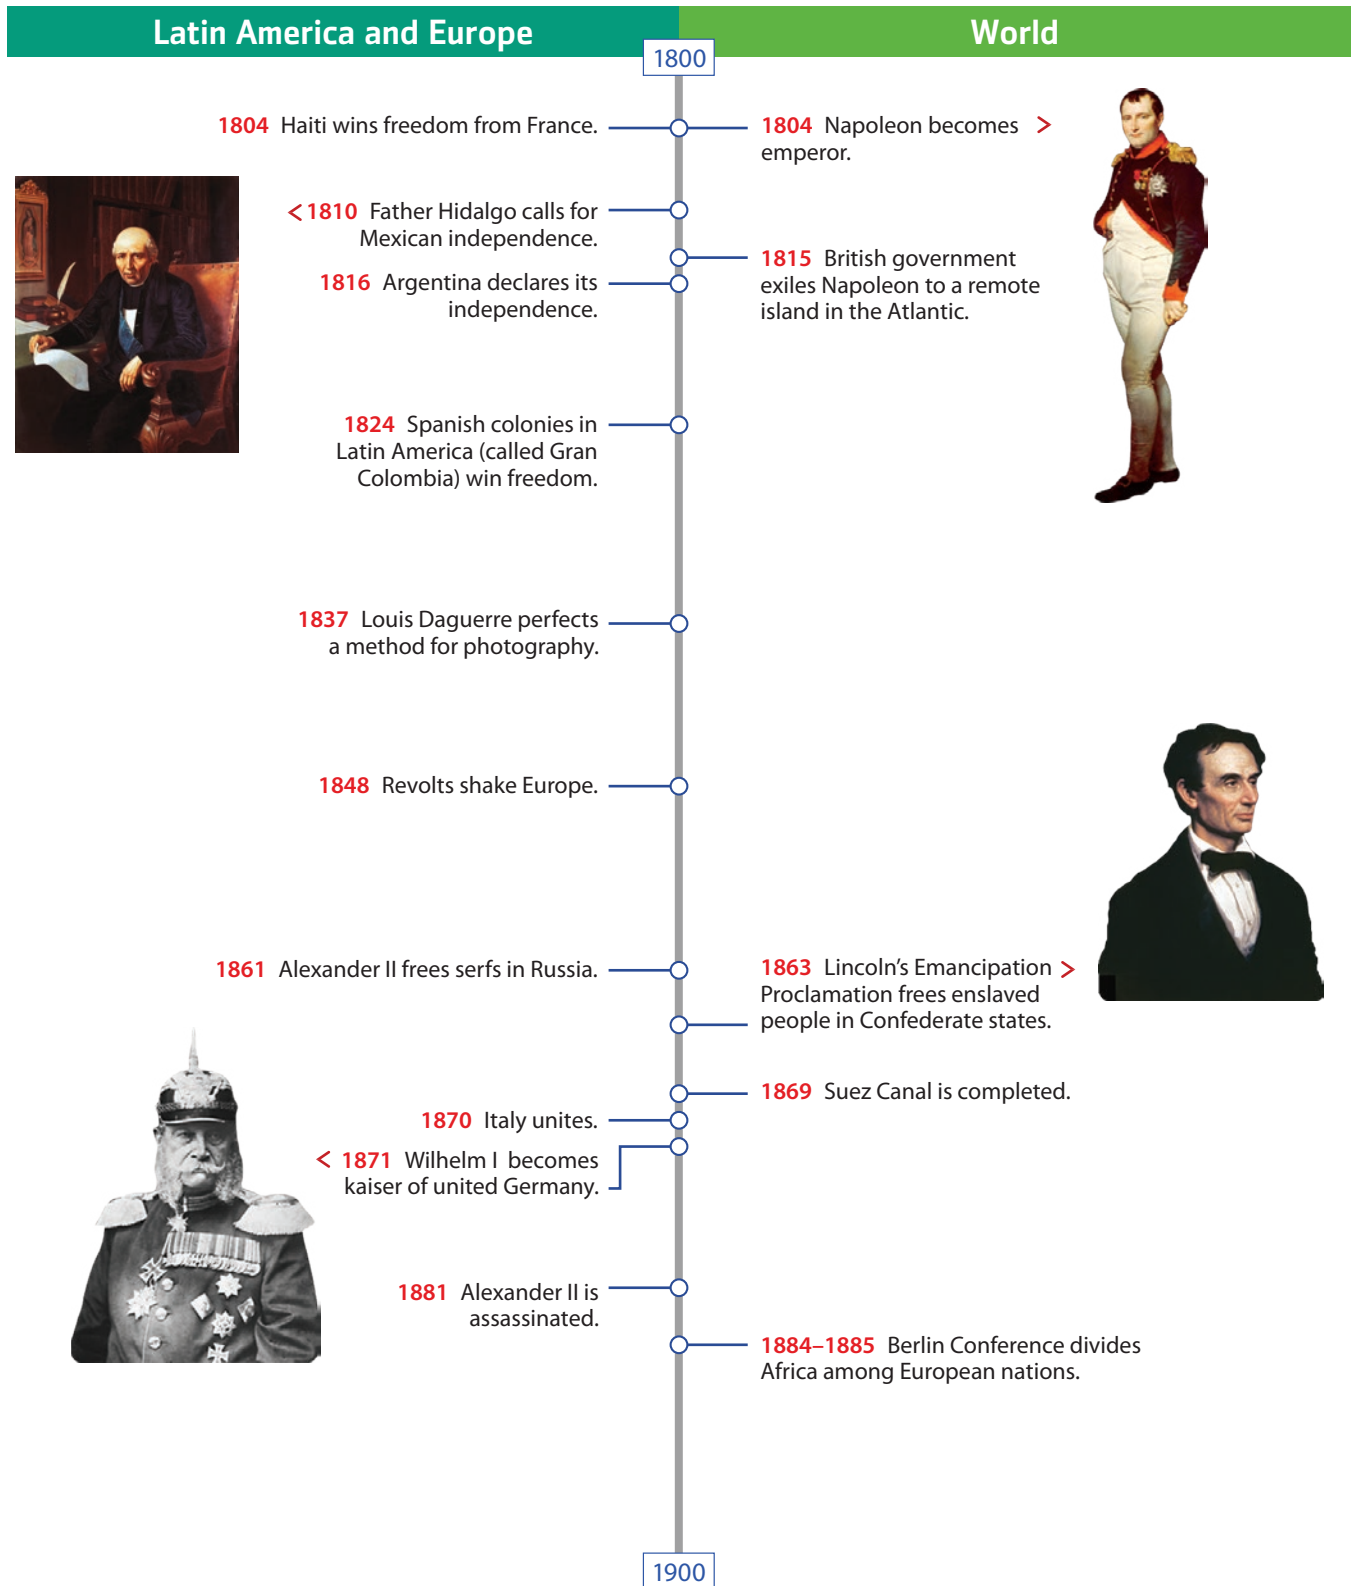 Latin America and Europe
World
1800
1804 Haiti wins freedom from France.
1804 Napoleon becomes >
emperor.
< 1810 Father Hidalgo calls for
Mexican independence.
1815 British government
exiles Napoleon to a remote
island in the Atlantic.
1816 Argentina declares its
independence.
1824 Spanish colonies in
Latin America (called Gran
Colombia) win freedom.
1837 Louis Daguerre perfects
a method for photography.
1848 Revolts shake Europe.
1861 Alexander II frees serfs in Russia.
1863 Lincoln’s Emancipation >
Proclamation frees enslaved
people in Confederate states.
1869 Suez Canal is completed.
1870 Italy unites.
< 1871 Wilhelm I becomes
kaiser of united Germany.
1881 Alexander II is
assassinated.
1884–1885 Berlin Conference divides
Africa among European nations.
1900